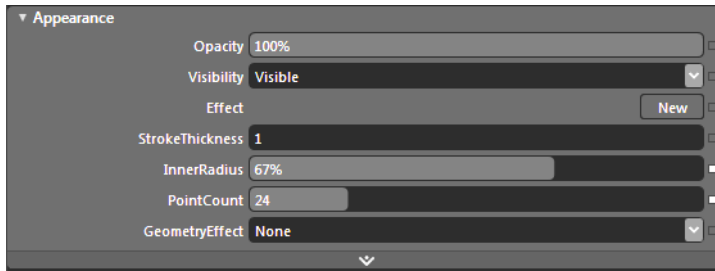 Appearance
Opacity 100%
Visibility Visible
Effect New
StrokeThickness 1
InnerRadius 67%
PointCount 24
GeometryEffect None